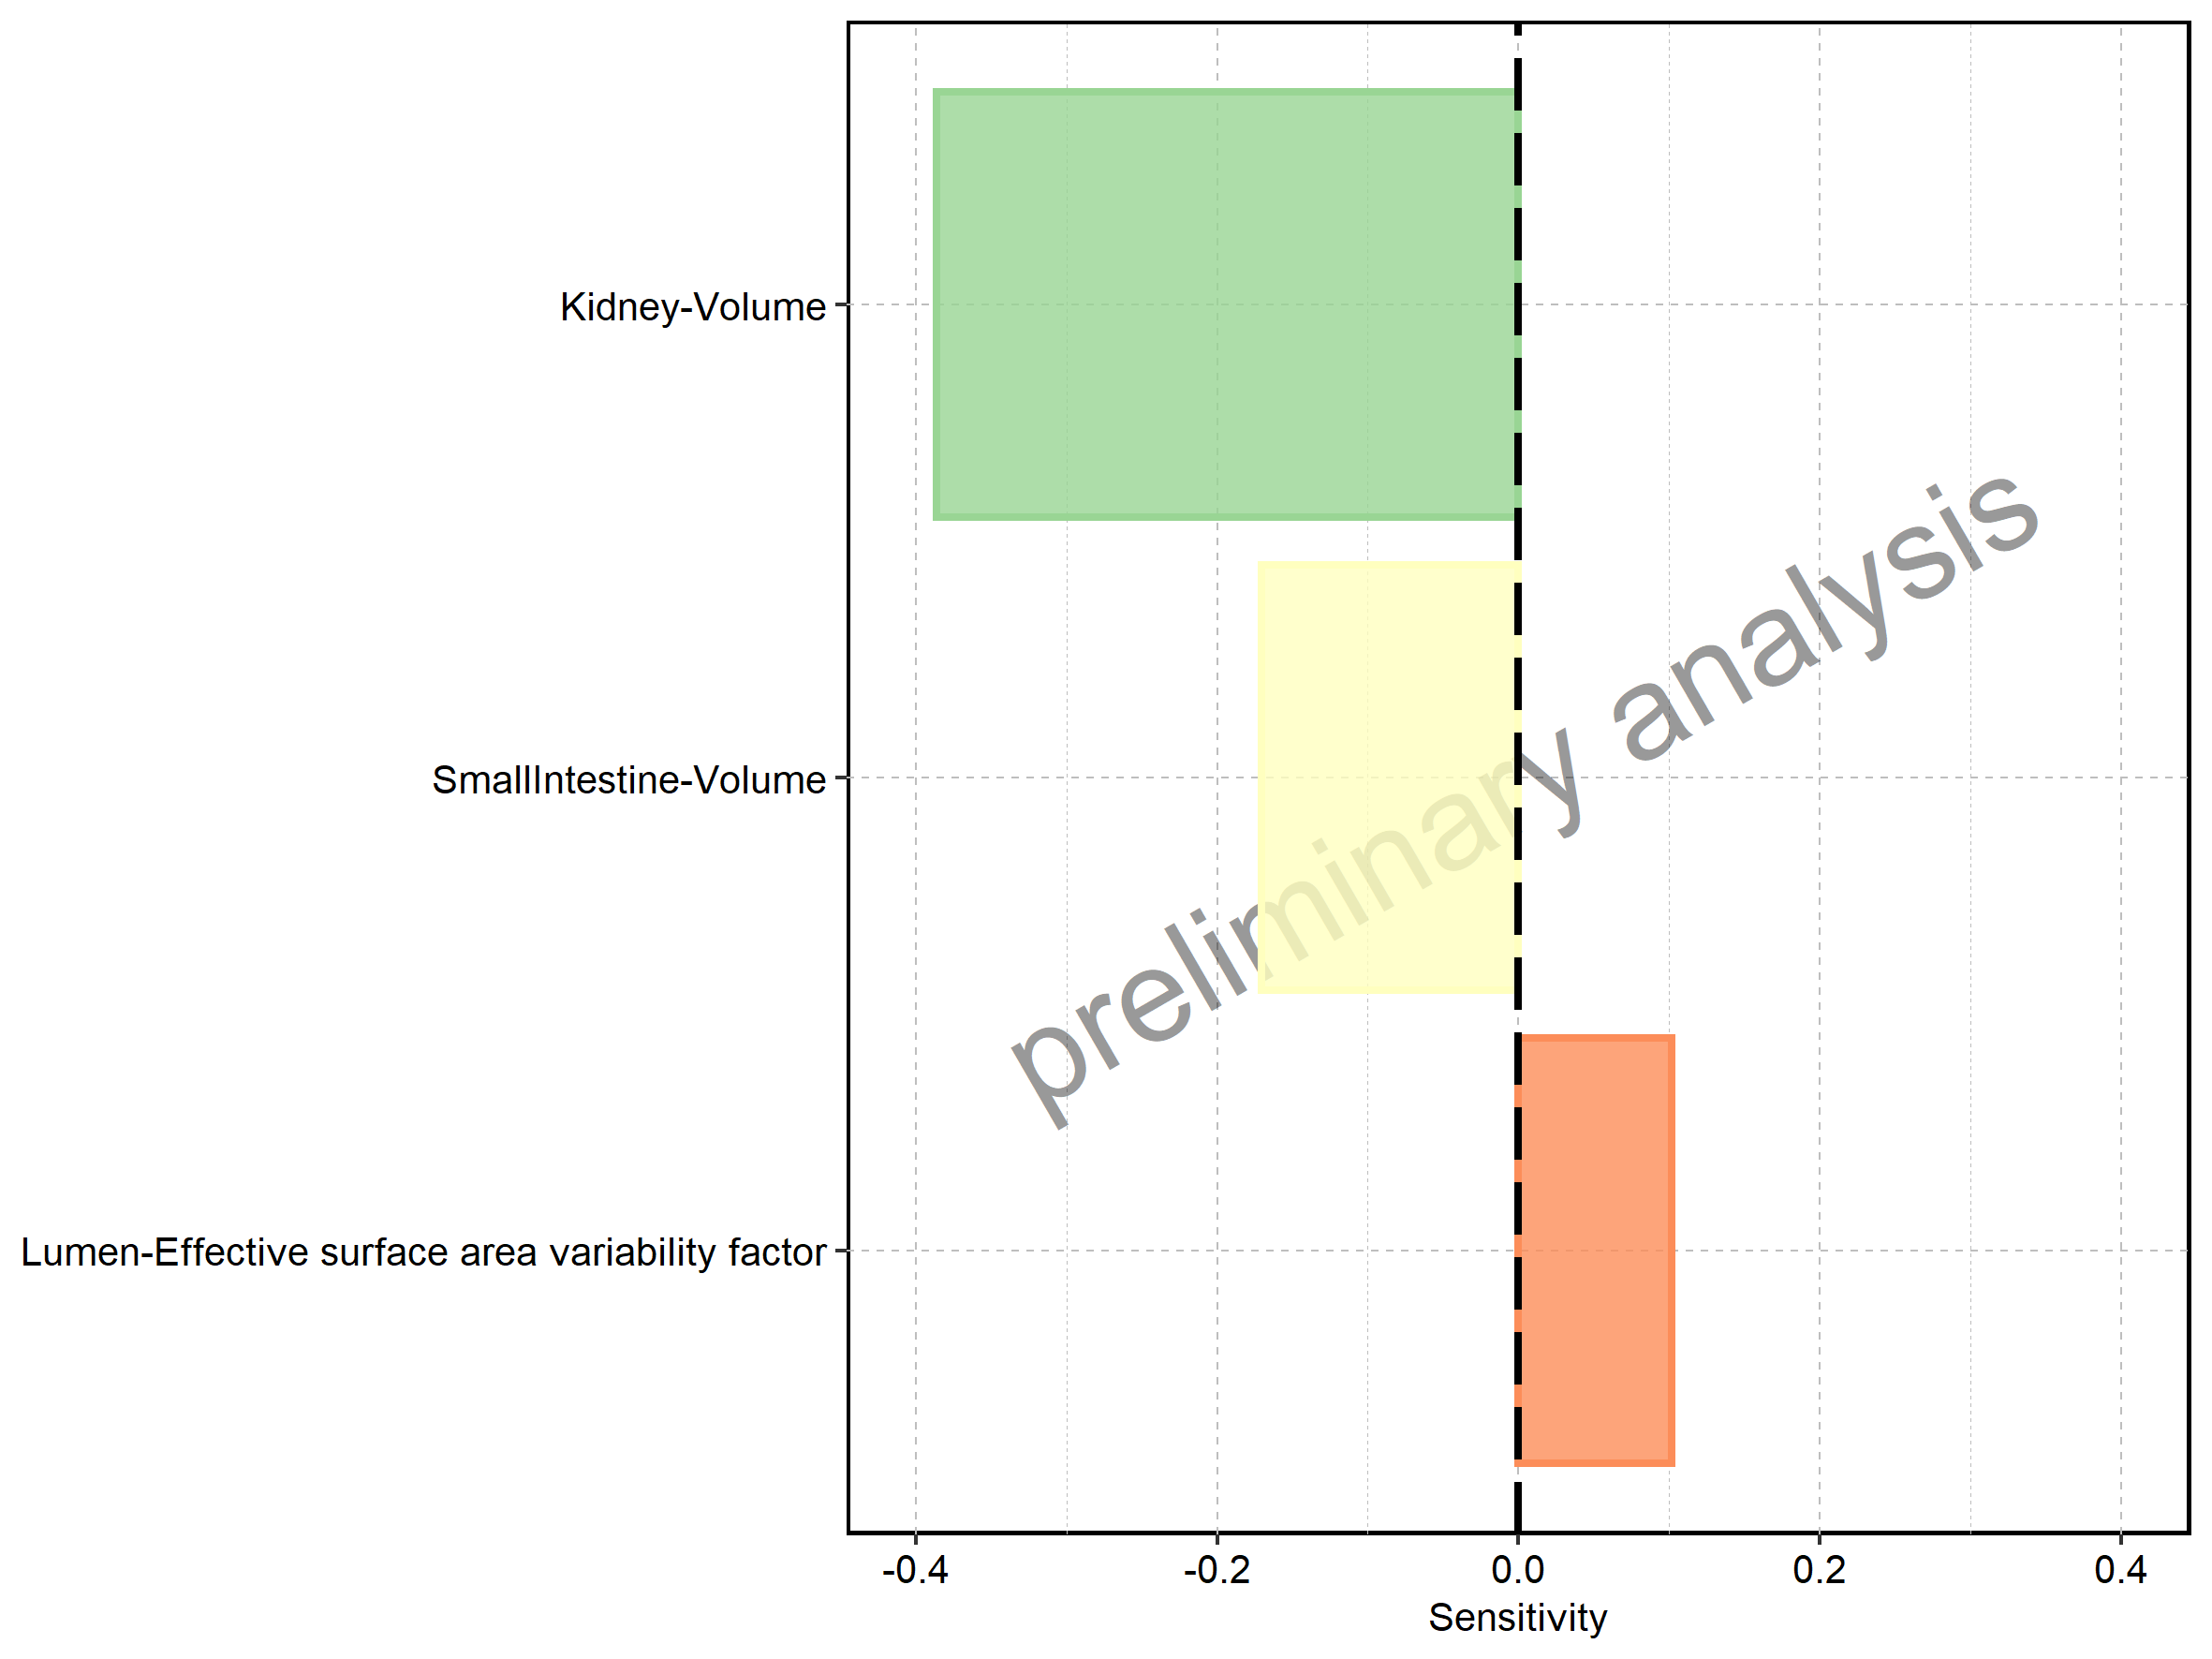 Kidney-Volume
SmallIntestine-Volume
Lumen-Effective surface area variability factor
preliminary analysis
-0.4 -0.2 0.0 0.2 0.4
Sensitivity